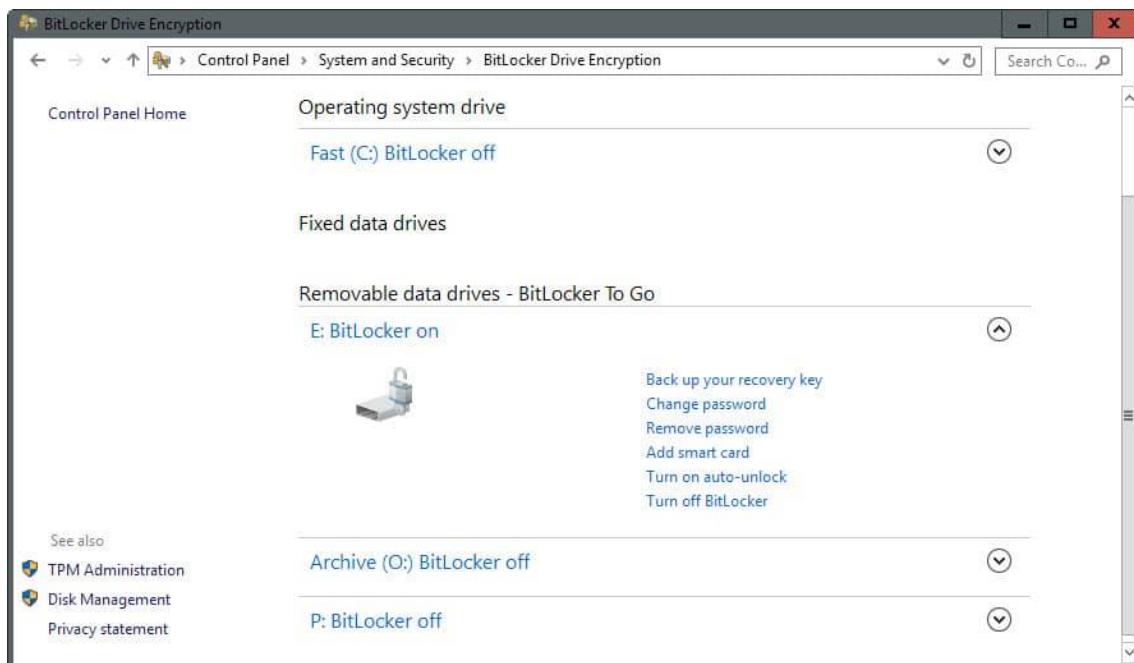 BitLocker Drive Encryption
Control Panel › System and Security › BitLocker Drive Encryption
Search Co...
Control Panel Home
Operating system drive
Fast (C:) BitLocker off
Fixed data drives
Removable data drives - BitLocker To Go
E: BitLocker on
Back up your recovery key
Change password
Remove password
Add smart card
Turn on auto-unlock
Turn off BitLocker
See also
TPM Administration
Disk Management
Privacy statement
Archive (O:) BitLocker off
P: BitLocker off